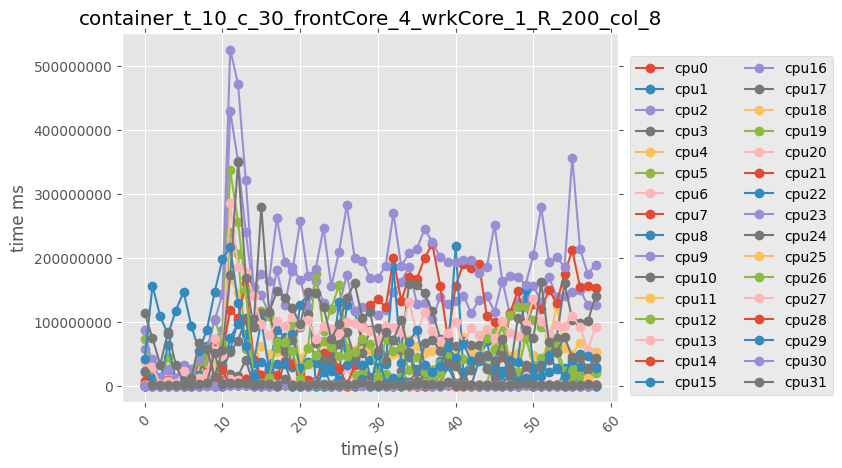 container_t_10_c_30_frontCore_4_wrkCore_1_R_200_col_8
time ms
500000000
400000000
300000000
200000000
100000000
0
0
10
20
30
40
50
60
time(s)
cpu0
cpu1
cpu2
cpu3
cpu4
cpu5
cpu6
cpu7
cpu8
cpu9
cpu10
cpu11
cpu12
cpu13
cpu14
cpu15
cpu16
cpu17
cpu18
cpu19
cpu20
cpu21
cpu22
cpu23
cpu24
cpu25
cpu26
cpu27
cpu28
cpu29
cpu30
cpu31